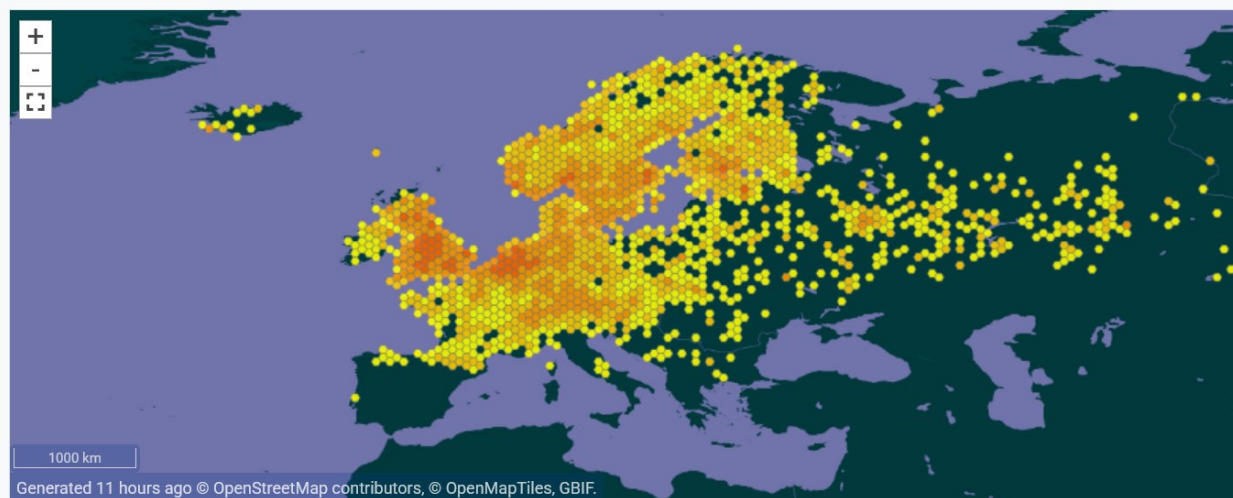 +
-
1000 km
Generated 11 hours ago © OpenStreetMap contributors, © OpenMapTiles, GBIF.